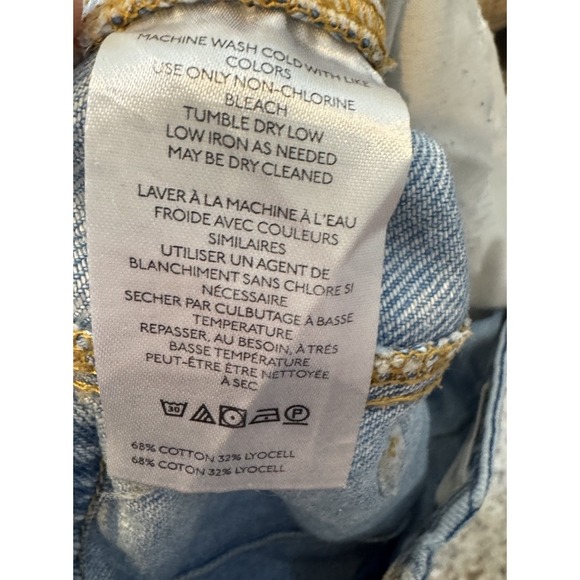 MACHINE WASH COLD WITH LIKE
COLORS
USE ONLY NON-CHLORINE
BLEACH
TUMBLE DRY LOW
LOW IRON AS NEEDED
MAY BE DRY CLEANED
LAVER À LA MACHINE À L'EAU
FROIDE AVEC COULEURS
SIMILAIRES
UTILISER UN AGENT DE
BLANCHIMENT SANS CHLORE SI
NÉCESSAIRE
SECHER PAR CULBUTAGE À BASSE
TEMPERATURE
REPASSER, AU BESOIN, À TRÈS
BASSE TEMPÉRATURE
PEUT-ÊTRE ÊTRE NETTOYÉE
À SEC.
30 P
68% COTTON 32% LYOCELL
68% COTON 32% LYOCELL